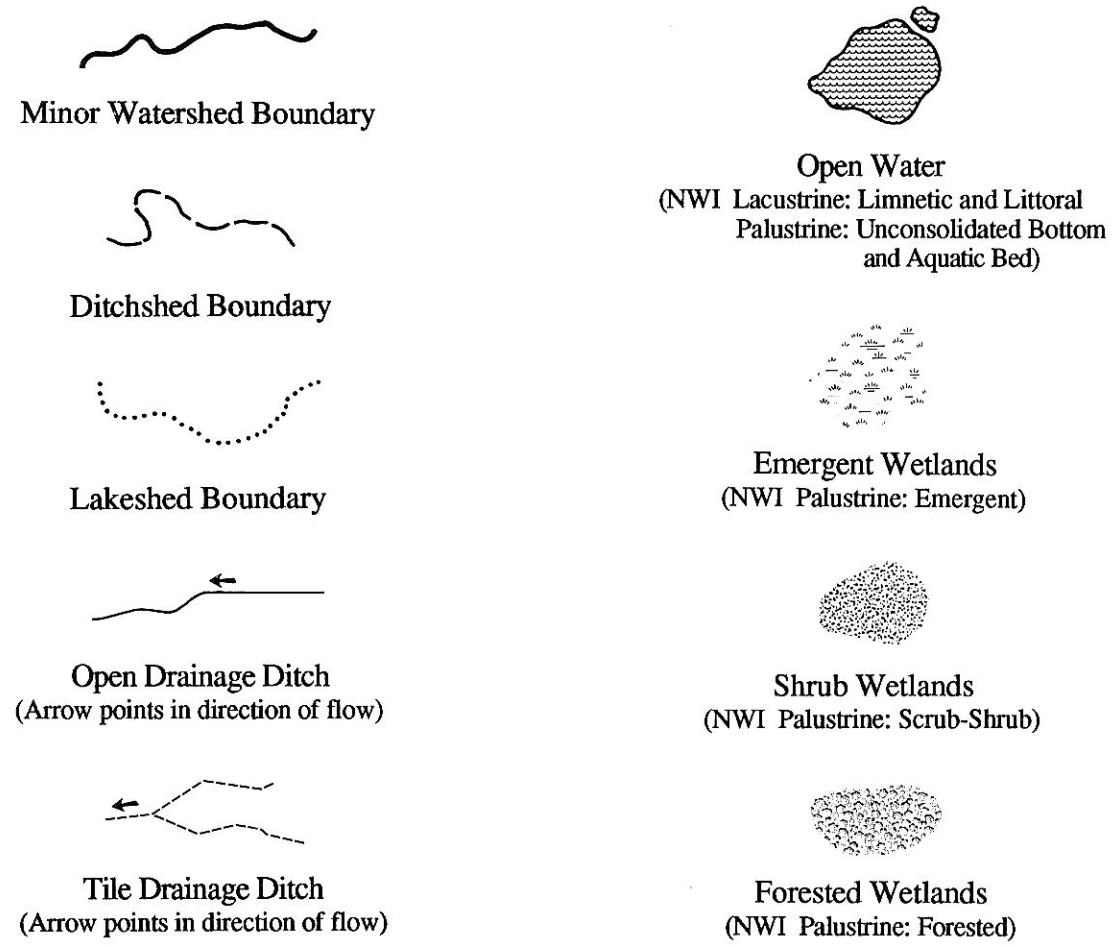 Minor Watershed Boundary
Ditchshed Boundary
Lakeshed Boundary
Open Drainage Ditch
(Arrow points in direction of flow)
Tile Drainage Ditch
(Arrow points in direction of flow)
Open Water
(NWI Lacustrine: Limnetic and Littoral
Palustrine: Unconsolidated Bottom
and Aquatic Bed)
Emergent Wetlands
(NWI Palustrine: Emergent)
Shrub Wetlands
(NWI Palustrine: Scrub-Shrub)
Forested Wetlands
(NWI Palustrine: Forested)